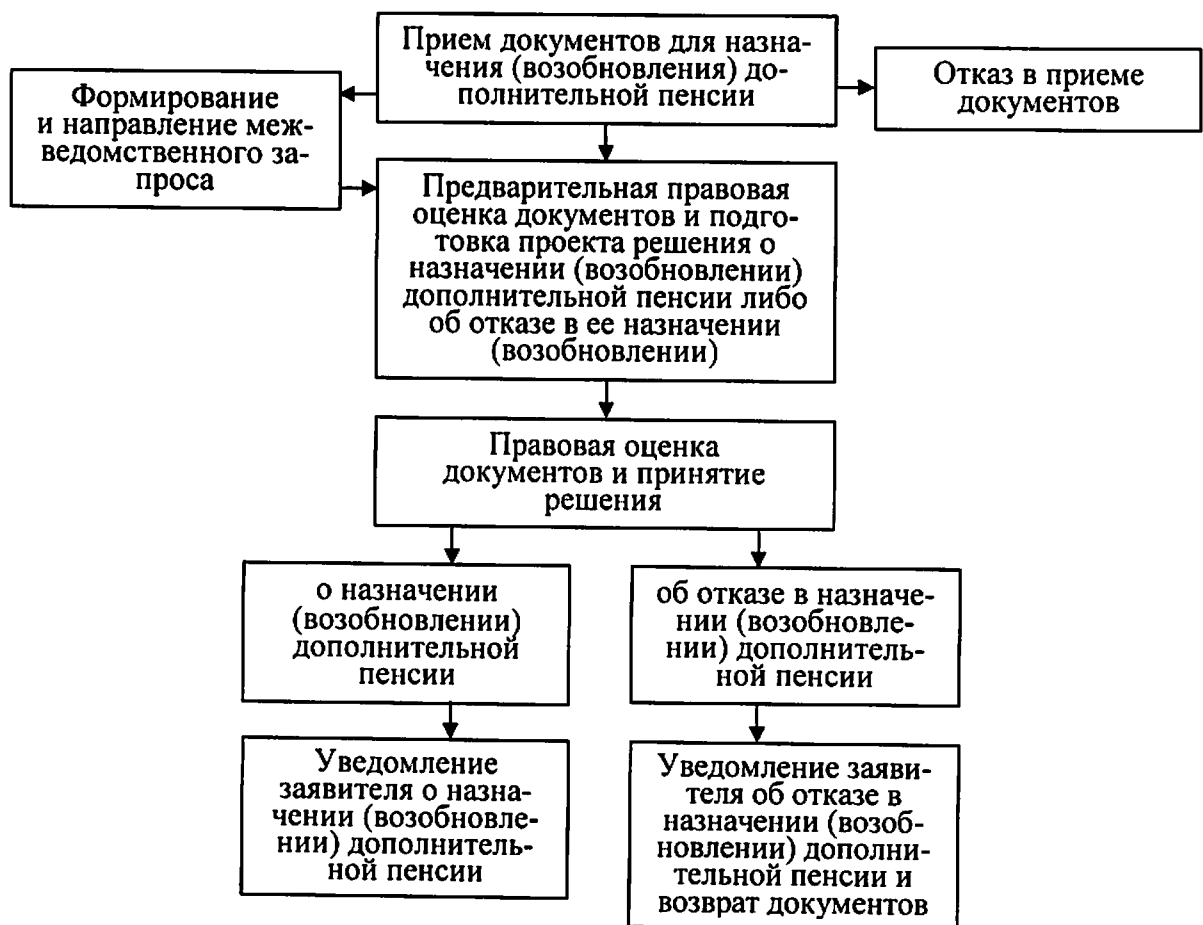 Прием документов для назна-
чения (возобновления) до-
полнительной пенсии
Отказ в приеме
документов
Формирование
и направление меж-
ведомственного за-
проса
Предварительная правовая
оценка документов и подго-
товка проекта решения о
назначении (возобновлении)
дополнительной пенсии либо
об отказе в ее назначении
(возобновлении)
Правовая оценка
документов и принятие
решения
о назначении
(возобновлении)
дополнительной
пенсии
об отказе в назначе-
нии (возобновле-
нии) дополнитель-
ной пенсии
Уведомление
заявителя о назна-
чении (возобновле-
нии) дополнитель-
ной пенсии
Уведомление заяви-
теля об отказе в
назначении (возоб-
новлении) дополни-
тельной пенсии и
возврат документов